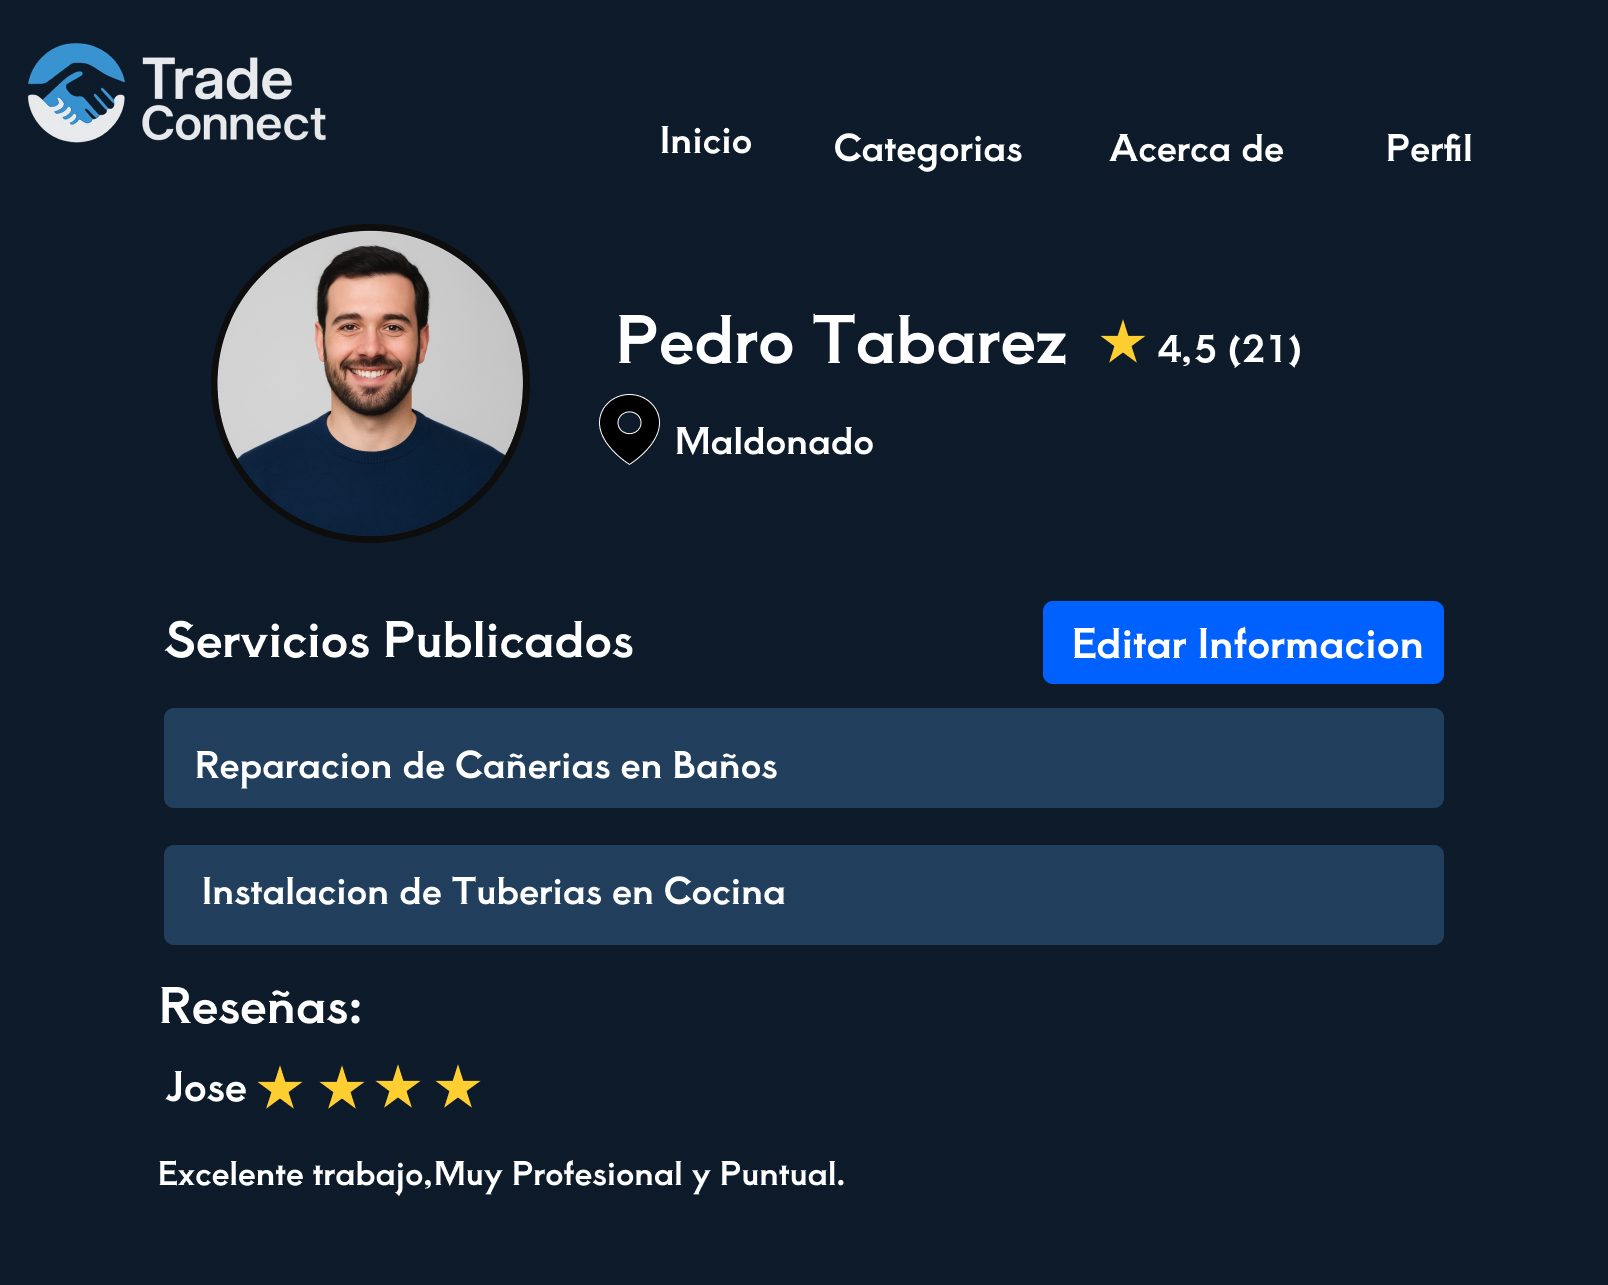 Trade
Connect
Inicio
Categorias
Acerca de
Perfil
Pedro Tabarez
4,5 (21)
Maldonado
Servicios Publicados
Editar Informacion
Reparacion de Cañerias en Baños
Instalacion de Tuberias en Cocina
Reseñas:
Jose
Excelente trabajo,Muy Profesional y Puntual.